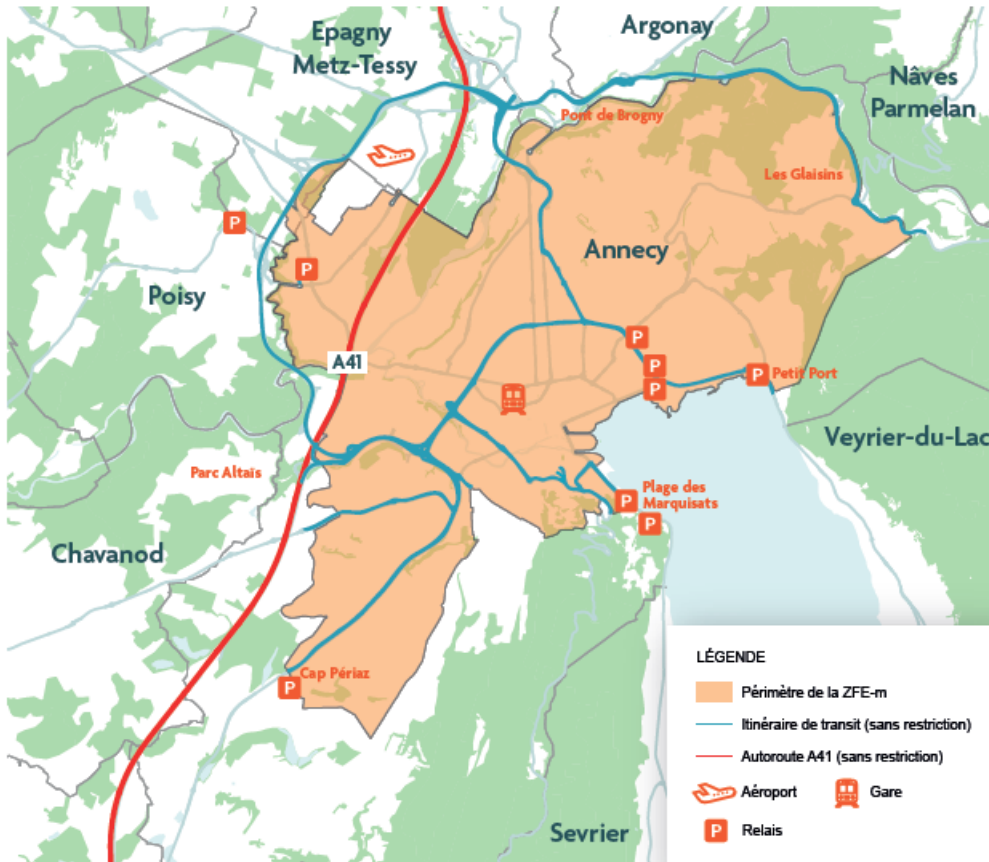 Epagny
Metz-Tessy
Argonay
Nâves
Parmelan
Pont de Brogny
Les Glaisins
P
Annecy
P
Poisy
P
A41
P
P
P
Petit Port
Veyrier-du-Lac
Parc Altaïs
Plage des
Marquisats
P
P
Chavanod
Cap Périaz
P
Sevrier
LÉGENDE
Périmètre de la ZFE-m
Itinéraire de transit (sans restriction)
Autoroute A41 (sans restriction)
Aéroport
Gare
P
Relais